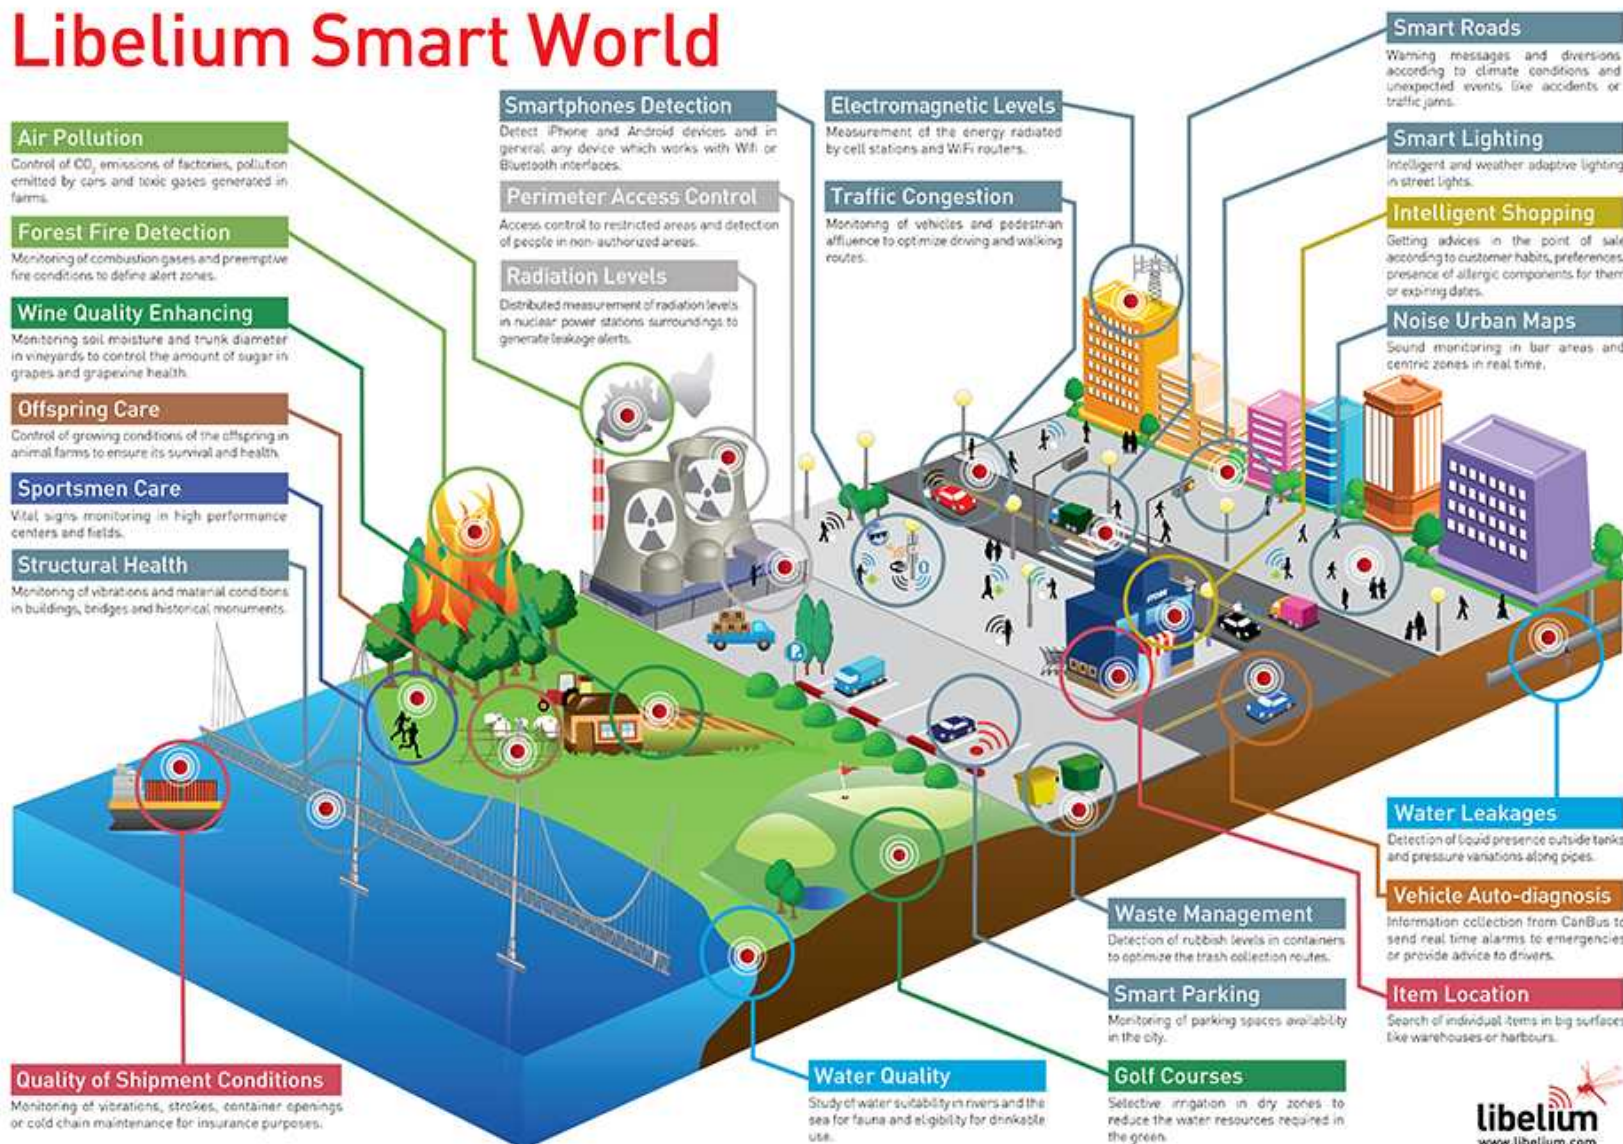 Libelium Smart World
Air Pollution
Control of CO2 emissions of factories, pollution
emitted by cars and toxic gases generated in
farms.
Forest Fire Detection
Monitoring of combustion gases and preemptive
fire conditions to define alert zones.
Wine Quality Enhancing
Monitoring soil moisture and trunk diameter
in vineyards to control the amount of sugar in
grapes and grapevine health.
Offspring Care
Control of growing conditions of the offspring in
animal farms to ensure its survival and health.
Sportsmen Care
Vital signs monitoring in high performance
centers and fields.
Structural Health
Monitoring of vibrations and material conditions
in buildings, bridges and historical monuments.
Quality of Shipment Conditions
Monitoring of vibrations, strokes, container openings
or cold chain maintenance for insurance purposes.
Smartphones Detection
Detect iPhone and Android devices and in
general any device which works with Wifi or
Bluetooth interfaces.
Perimeter Access Control
Access control to restricted areas and detection
of people in non-authorized areas.
Radiation Levels
Distributed measurement of radiation levels
in nuclear power stations surroundings to
generate leakage alerts.
Electromagnetic Levels
Measurement of the energy radiated
by cell stations and WiFi routers.
Traffic Congestion
Monitoring of vehicles and pedestrian
affluence to optimize driving and walking
routes.
Smart Roads
Warning messages and diversions
according to climate conditions and
unexpected events like accidents or
traffic jams.
Smart Lighting
Intelligent and weather adaptive lighting
in street lights.
Intelligent Shopping
Getting advices in the point of sale
according to customer habits, preferences,
presence of allergic components for them
or expiring dates.
Noise Urban Maps
Sound monitoring in bar areas and
centric zones in real time.
STORE
P
Water Leakages
Detection of liquid presence outside tanks
and pressure variations along pipes.
Vehicle Auto-diagnosis
Information collection from CanBus to
send real time alarms to emergencies
or provide advice to drivers.
Item Location
Search of individual items in big surfaces
like warehouses or harbours.
Waste Management
Detection of rubbish levels in containers
to optimize the trash collection routes.
Smart Parking
Monitoring of parking spaces availability
in the city.
Golf Courses
Selective irrigation in dry zones to
reduce the water resources required in
the green.
Water Quality
Study of water suitability in rivers and the
sea for fauna and eligibility for drinkable
use.
libelium
www.libelium.com